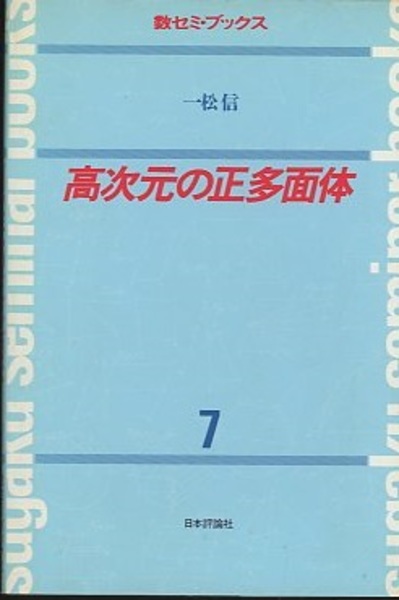 数セミ・ブックス
一松 信
高次元の正多面体
7
日本評論社
sugaku seminar books
sugaku seminar books